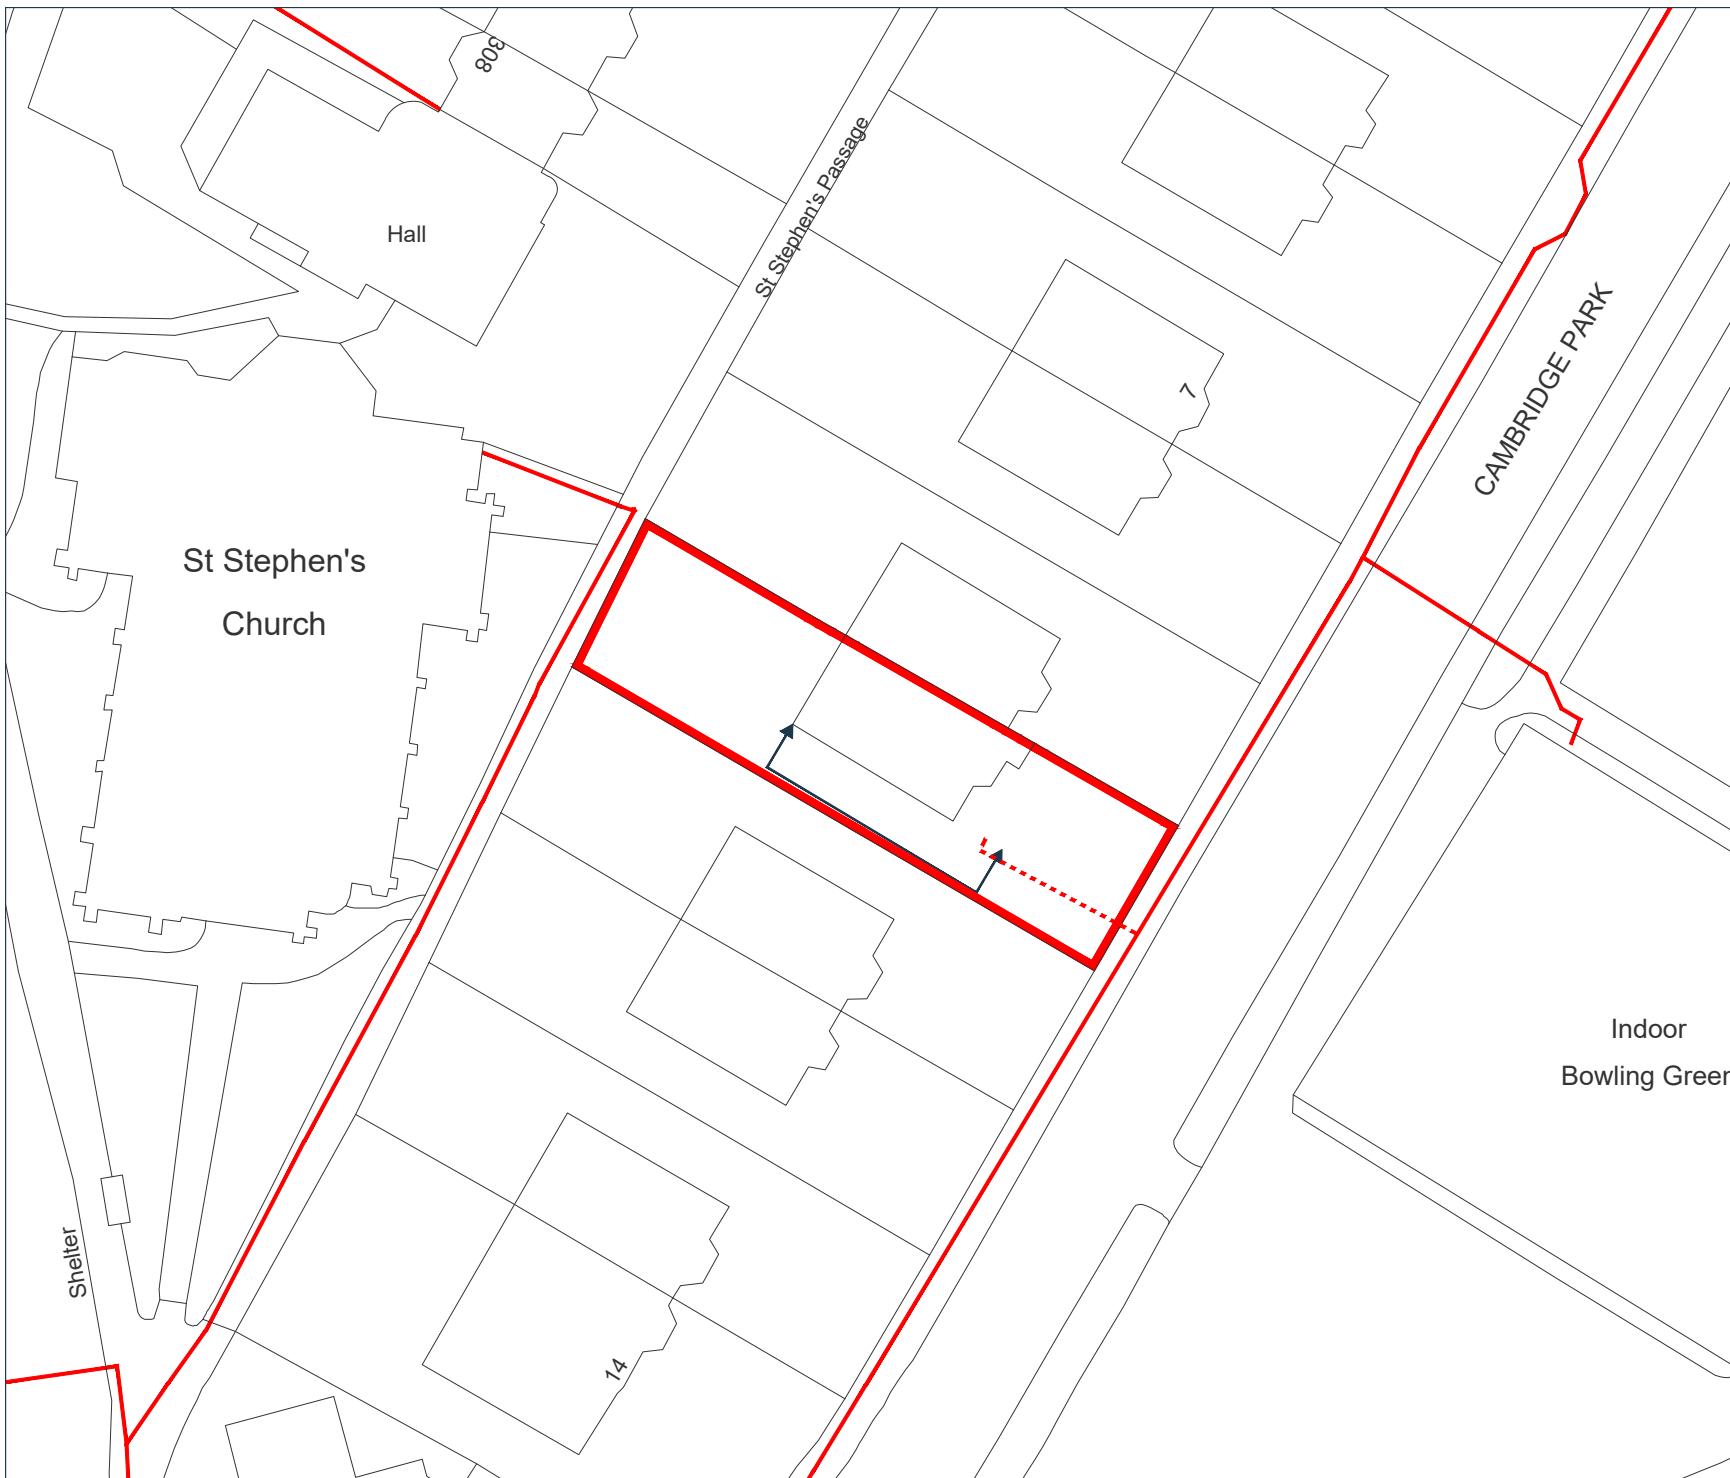 808
St Stephen's Passage
Hall
CAMBRIDGE PARK
7
St Stephen's
Church
Indoor
Bowling Green
Shelter
14